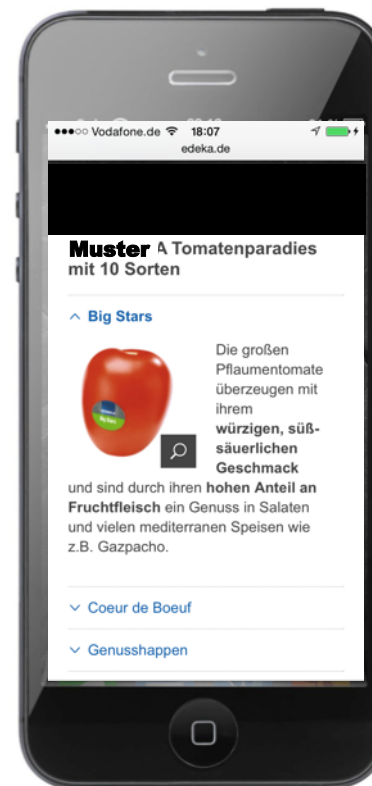 Vodafone.de 18:07
edeka.de
Muster A Tomatenparadies
mit 10 Sorten
Big Stars
Die großen
Pflaumentomate
überzeugen mit
ihrem
würzigen, süß-
säuerlichen
Geschmack
und sind durch ihren hohen Anteil an
Fruchtfleisch ein Genuss in Salaten
und vielen mediterranen Speisen wie
z.B. Gazpacho.
Coeur de Boeuf
Genusshappen